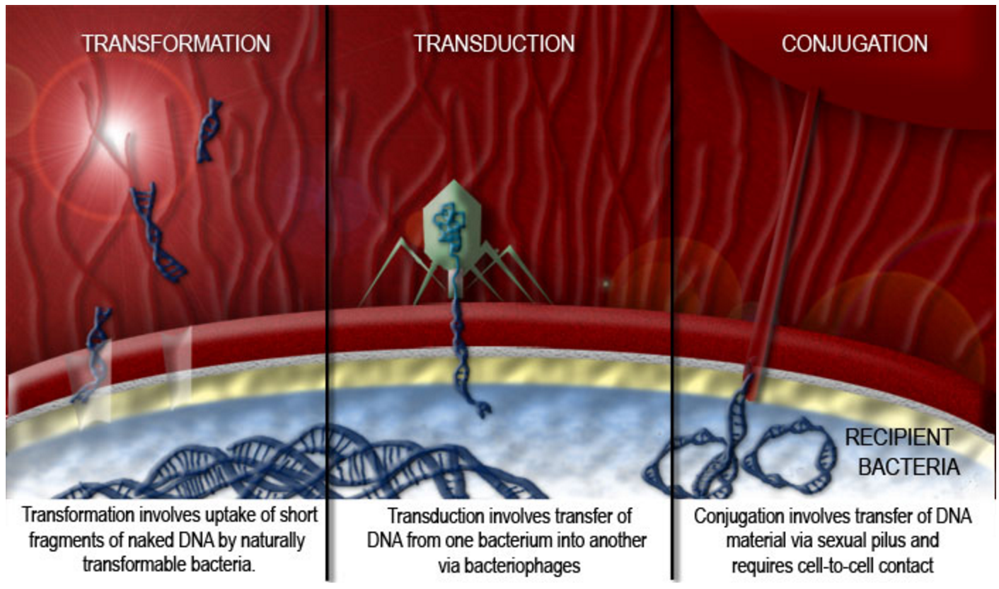 TRANSFORMATION
Transformation involves uptake of short
fragments of naked DNA by naturally
transformable bacteria.
TRANSDUCTION
Transduction involves transfer of
DNA from one bacterium into another
via bacteriophages
CONJUGATION
RECIPIENT
BACTERIA
Conjugation involves transfer of DNA
material via sexual pilus and
requires cell-to-cell contact